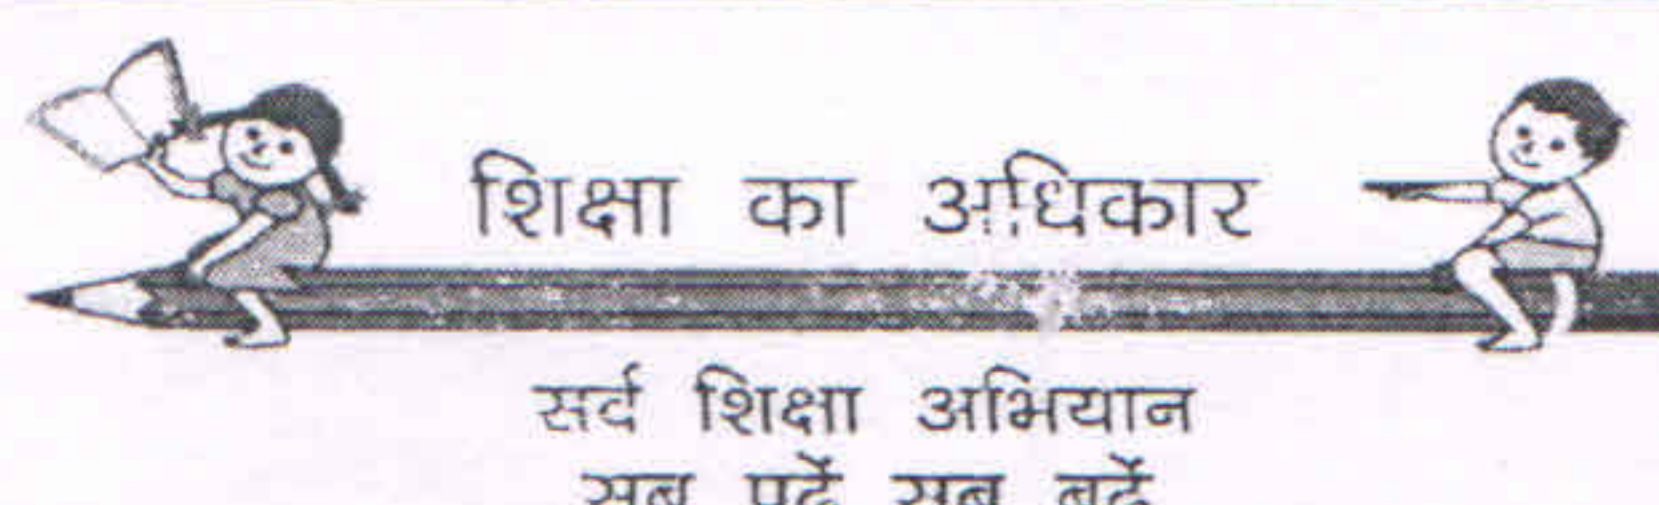 शिक्षा का अधिकार
सर्व शिक्षा अभियान
सब पढ़ें सब बढ़ें